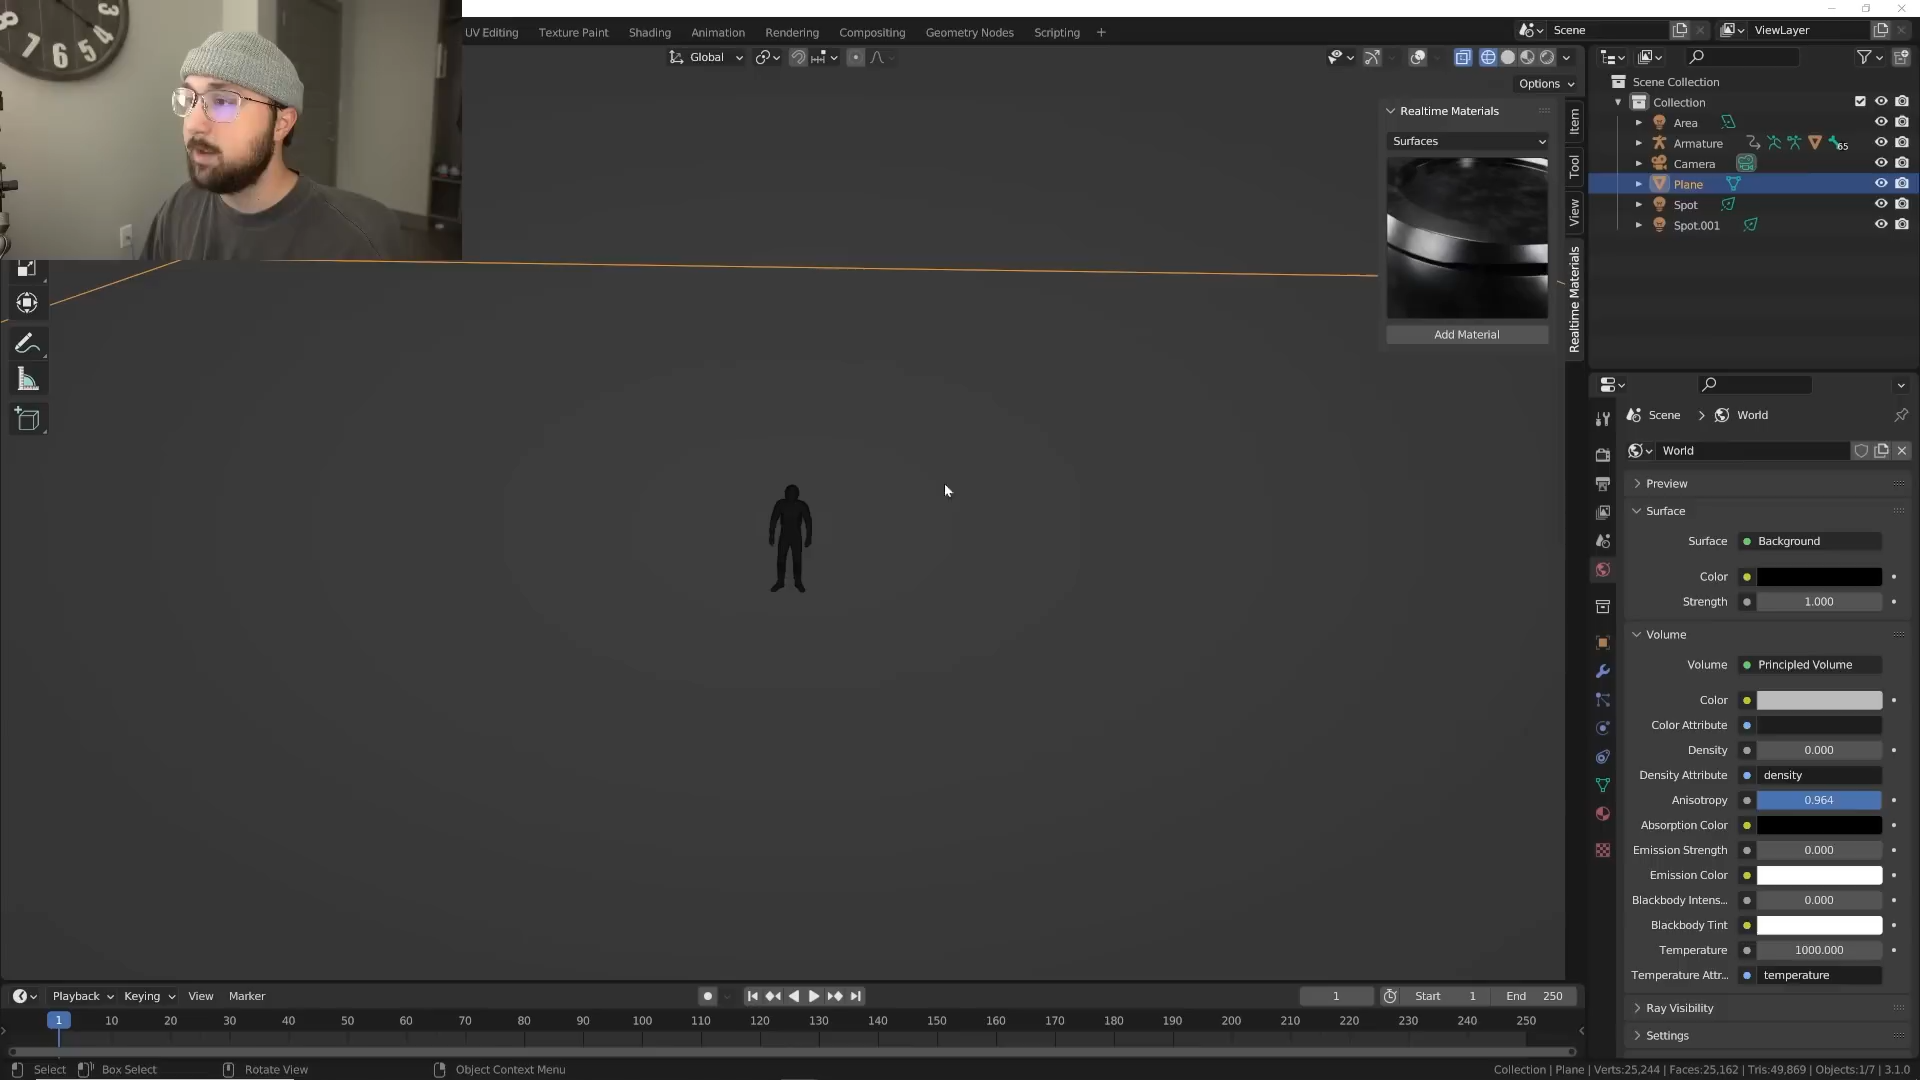 UV Editing Texture Paint Shading Animation Rendering Compositing Geometry Nodes Scripting +
Scene
ViewLayer
Global
Options
Scene Collection
Collection
Area
Armature 65
Camera
Plane
Spot
Spot.001
Realtime Materials
Surfaces
Add Material
Item
Tool
View
Realtime Materials
Scene > World
World
Preview
Surface
Surface Background
Color
Strength 1.000
Volume
Volume Principled Volume
Color
Color Attribute
Density 0.000
Density Attribute density
Anisotropy 0.964
Absorption Color
Emission Strength 0.000
Emission Color
Blackbody Intens... 0.000
Blackbody Tint
Temperature 1000.000
Temperature Attr... temperature
Ray Visibility
Settings
Playback Keying View Marker
1 Start 1 End 250
1 10 20 30 40 50 60 70 80 90 100 110 120 130 140 150 160 170 180 190 200 210 220 230 240 250
Select Box Select Rotate View Object Context Menu
Collection | Plane | Verts:25,244 | Faces:25,162 | Tris:49,869 | Objects:1/7 | 3.1.0
8 7 6 5 4 3